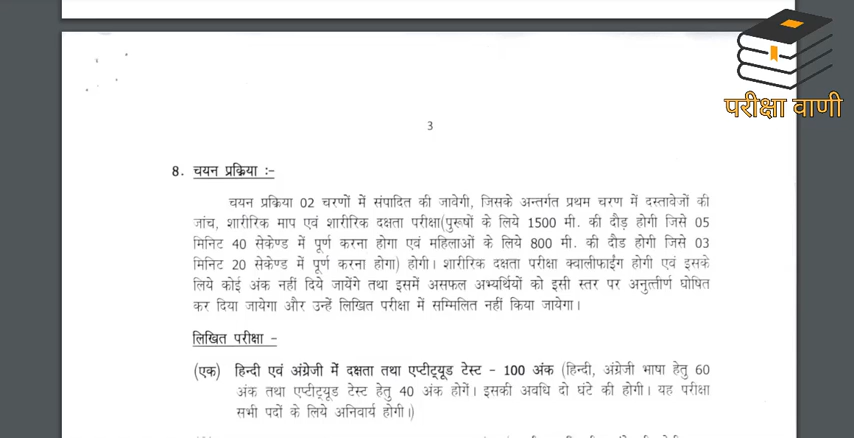 परीक्षा वाणी
3
8. चयन प्रक्रिया :-
चयन प्रक्रिया 02 चरणों में संपादित की जावेगी, जिसके अन्तर्गत प्रथम चरण में दस्तावेजों की
जांच, शारीरिक माप एवं शारीरिक दक्षता परीक्षा(पुरूषों के लिये 1500 मी. की दौड़ होगी जिसे 05
मिनिट 40 सेकेण्ड में पूर्ण करना होगा एवं महिलाओं के लिये 800 मी. की दौड होगी जिसे 03
मिनिट 20 सेकेण्ड में पूर्ण करना होगा) होगी। शारीरिक दक्षता परीक्षा क्वालीफाईंग होगी एवं इसके
लिये कोई अंक नहीं दिये जायेंगे तथा इसमें असफल अभ्यर्थियों को इसी स्तर पर अनुत्तीर्ण घोषित
कर दिया जायेगा और उन्हें लिखित परीक्षा में सम्मिलित नहीं किया जायेगा।
लिखित परीक्षा –
(एक) हिन्दी एवं अंग्रेजी में दक्षता तथा एप्टीट्यूड टेस्ट – 100 अंक (हिन्दी, अंग्रेजी भाषा हेतु 60
अंक तथा एप्टीट्यूड टेस्ट हेतु 40 अंक होगें। इसकी अवधि दो घंटे की होगी। यह परीक्षा
सभी पदों के लिये अनिवार्य होगी।)